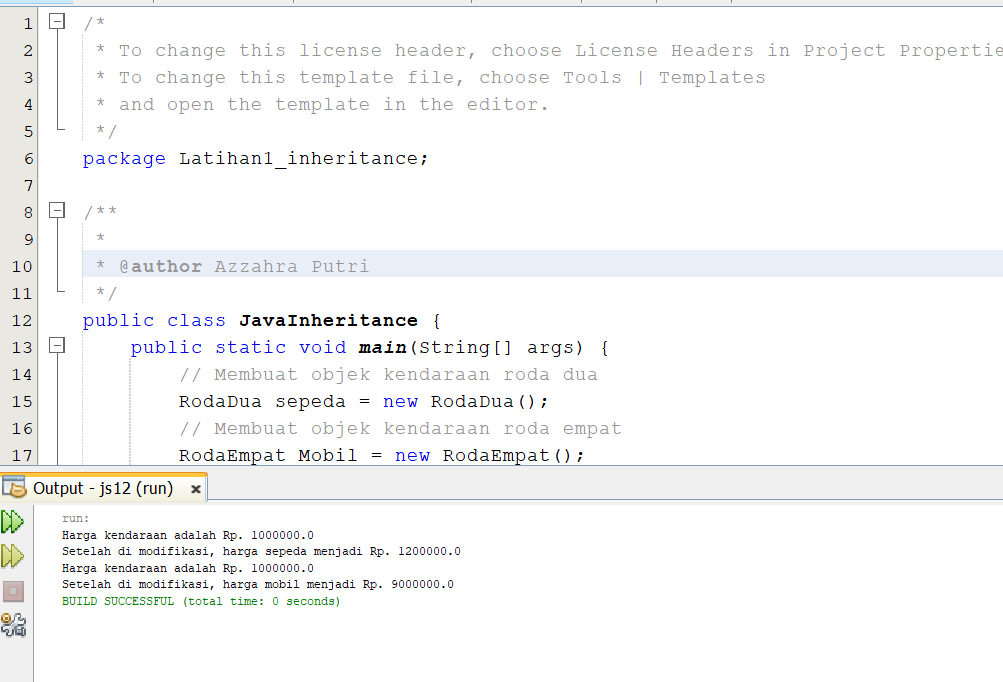 1 /*
2 * To change this license header, choose License Headers in Project Propertie
3 * To change this template file, choose Tools | Templates
4 * and open the template in the editor.
5 */
6 package Latihan1_inheritance;
7
8 /**
9 *
10 * @author Azzahra Putri
11 */
12 public class JavaInheritance {
13 public static void main(String[] args) {
14 // Membuat objek kendaraan roda dua
15 RodaDua sepeda = new RodaDua();
16 // Membuat objek kendaraan roda empat
17 RodaEmpat Mobil = new RodaEmpat();
Output - js12 (run) ×
run:
Harga kendaraan adalah Rp. 1000000.0
Setelah di modifikasi, harga sepeda menjadi Rp. 1200000.0
Harga kendaraan adalah Rp. 1000000.0
Setelah di modifikasi, harga mobil menjadi Rp. 9000000.0
BUILD SUCCESSFUL (total time: 0 seconds)